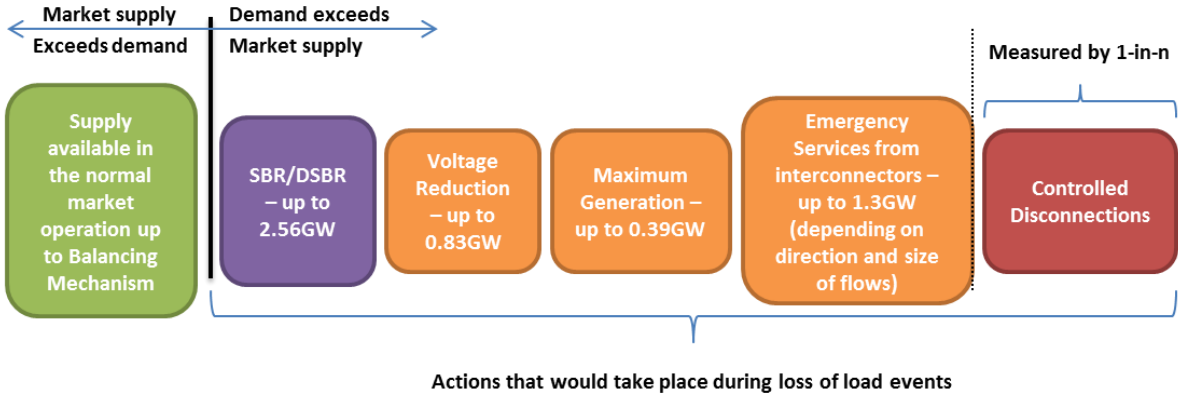 Market supply
Exceeds demand
Demand exceeds
Market supply
Measured by 1-in-n
Supply
available in
the normal
market
operation up
to Balancing
Mechanism
SBR/DSBR
– up to
2.56GW
Voltage
Reduction
– up to
0.83GW
Maximum
Generation –
up to 0.39GW
Emergency
Services from
interconnectors –
up to 1.3GW
(depending on
direction and size
of flows)
Controlled
Disconnections
Actions that would take place during loss of load events